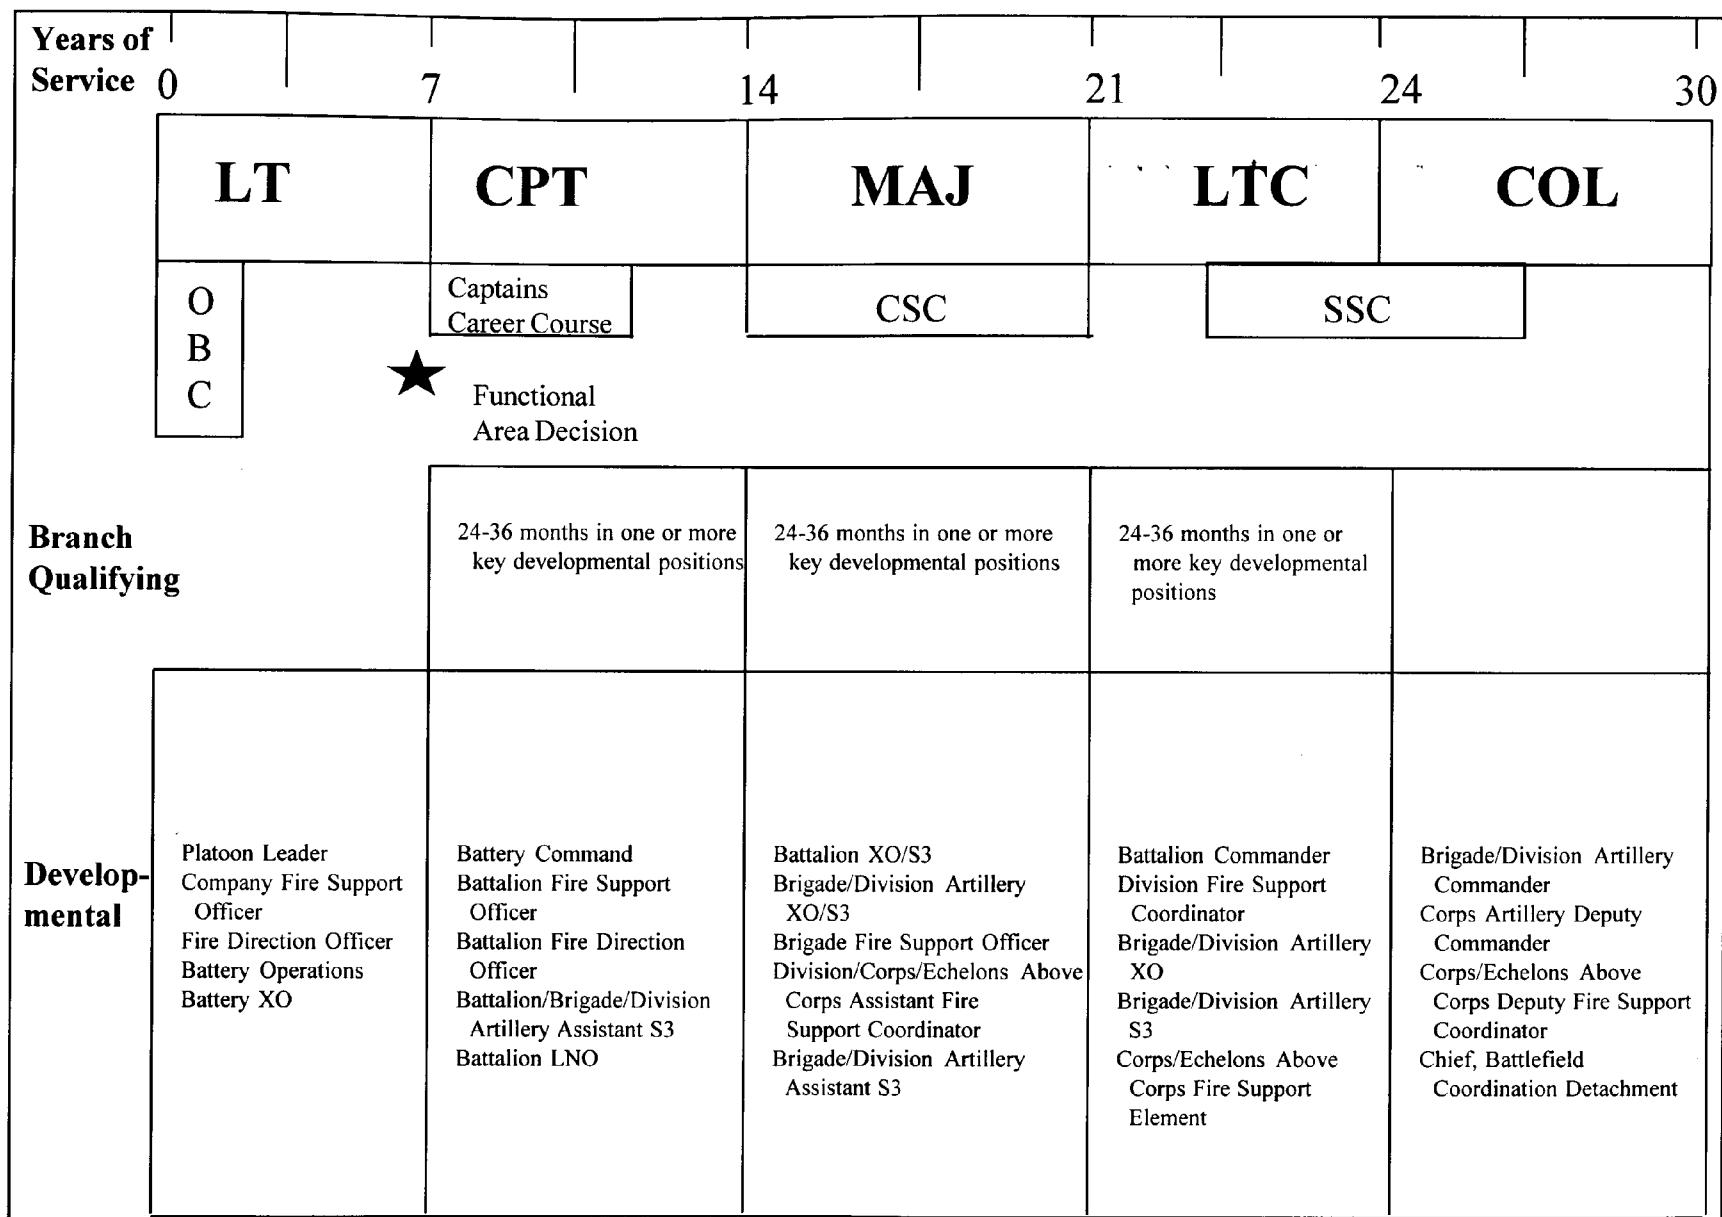 Years of
Service 0 7 14 21 24 30
LT CPT MAJ LTC COL
O
B
C
Captains
Career Course
CSC
SSC
Functional
Area Decision
Branch
Qualifying
24-36 months in one or more
key developmental positions
24-36 months in one or more
key developmental positions
24-36 months in one or
more key developmental
positions
Develop-
mental
Platoon Leader
Company Fire Support
Officer
Fire Direction Officer
Battery Operations
Battery XO
Battery Command
Battalion Fire Support
Officer
Battalion Fire Direction
Officer
Battalion/Brigade/Division
Artillery Assistant S3
Battalion LNO
Battalion XO/S3
Brigade/Division Artillery
XO/S3
Brigade Fire Support Officer
Division/Corps/Echelons Above
Corps Assistant Fire
Support Coordinator
Brigade/Division Artillery
Assistant S3
Battalion Commander
Division Fire Support
Coordinator
Brigade/Division Artillery
XO
Brigade/Division Artillery
S3
Corps/Echelons Above
Corps Fire Support
Element
Brigade/Division Artillery
Commander
Corps Artillery Deputy
Commander
Corps/Echelons Above
Corps Deputy Fire Support
Coordinator
Chief, Battlefield
Coordination Detachment